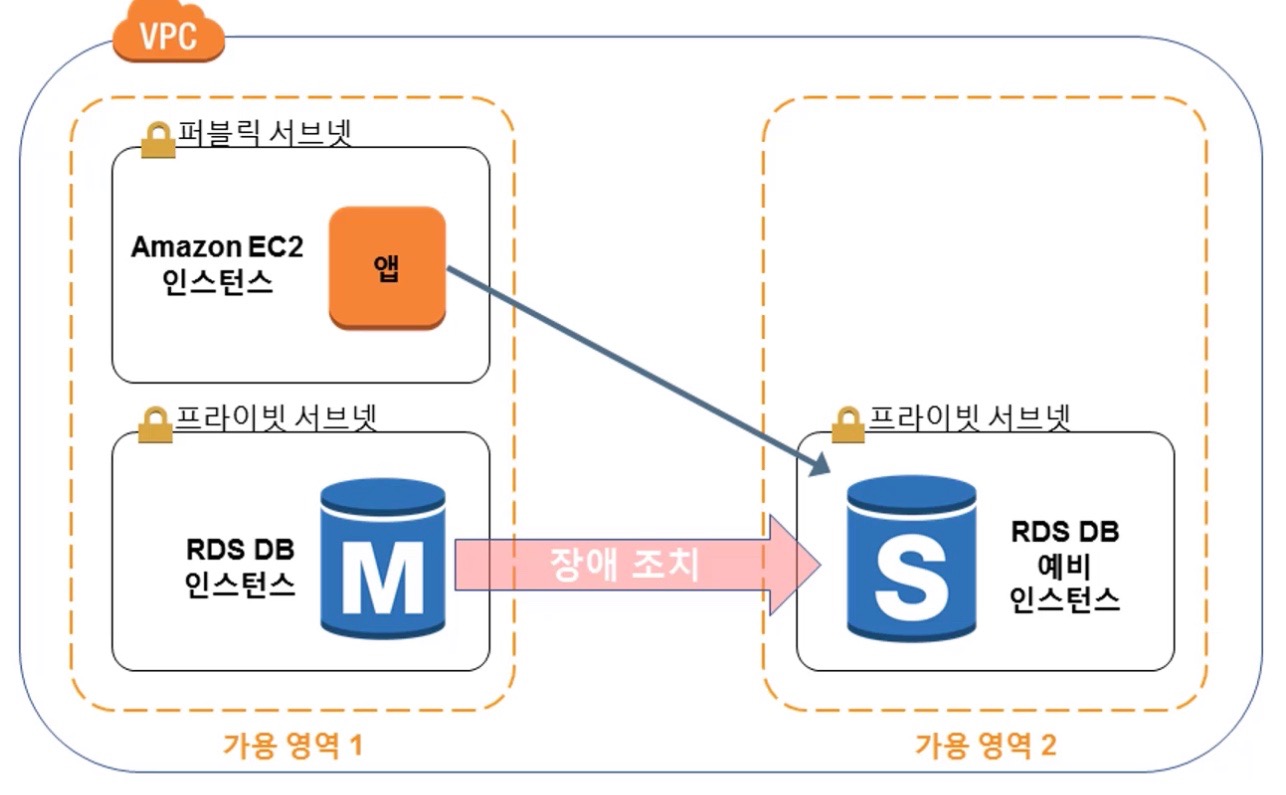 VPC
퍼블릭 서브넷
Amazon EC2
인스턴스
앱
프라이빗 서브넷
RDS DB
인스턴스
M
장애 조치
프라이빗 서브넷
S
RDS DB
예비
인스턴스
가용 영역 1
가용 영역 2